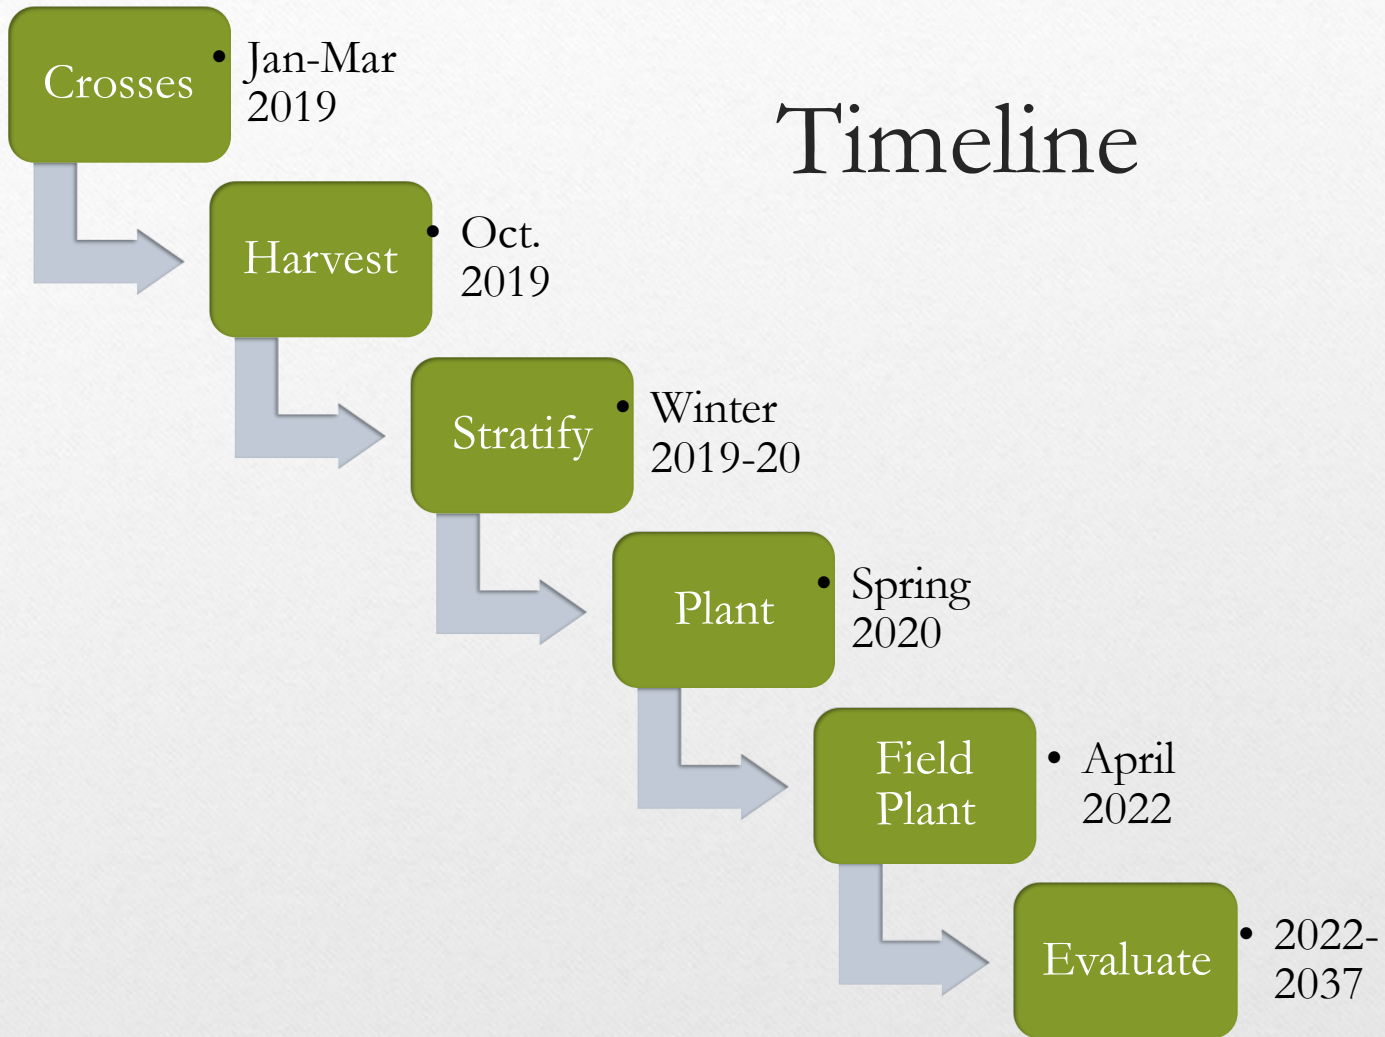 Timeline
Crosses
• Jan-Mar
2019
Harvest
• Oct.
2019
Stratify
• Winter
2019-20
Plant
• Spring
2020
Field
Plant
• April
2022
Evaluate
• 2022-
2037